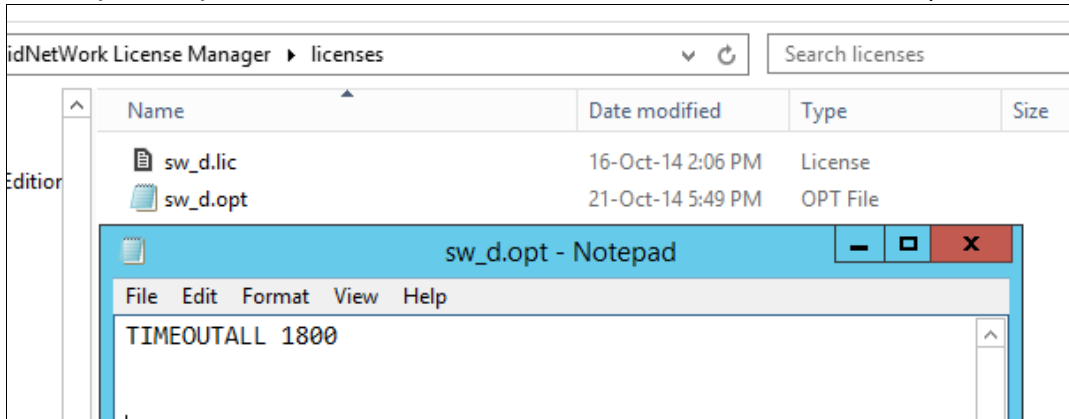 idNetWork License Manager ▸ licenses Search licenses
Name Date modified Type Size
sw_d.lic 16-Oct-14 2:06 PM License
Edition
sw_d.opt 21-Oct-14 5:49 PM OPT File
sw_d.opt - Notepad
File Edit Format View Help
TIMEOUTALL 1800